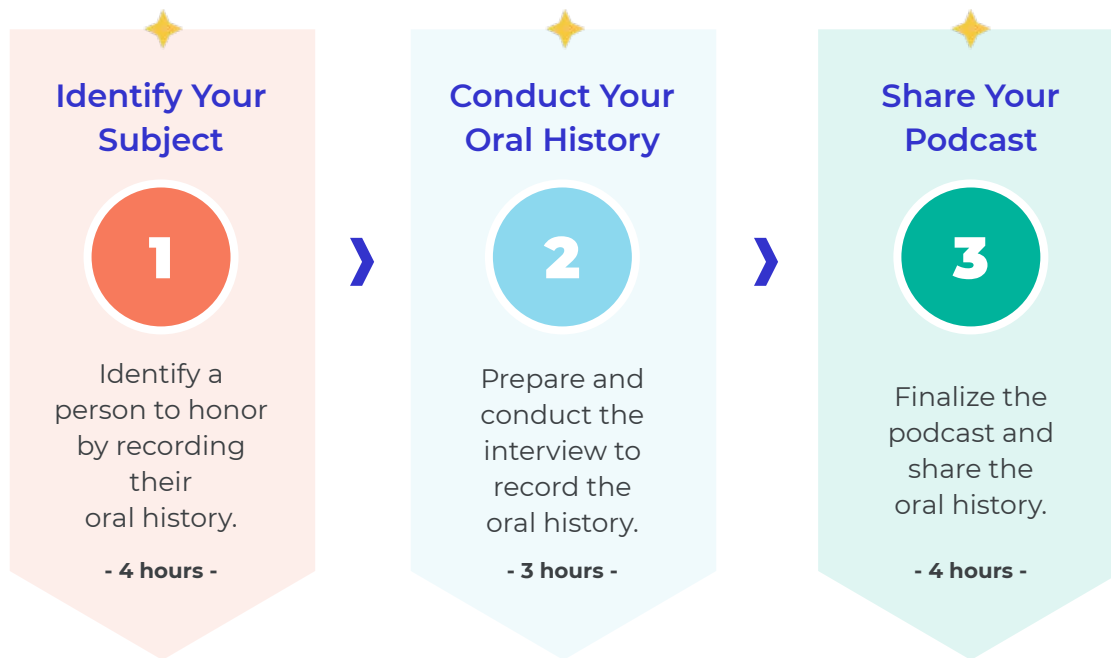 Identify Your
Subject
1
Identify a
person to honor
by recording
their
oral history.
- 4 hours -
Conduct Your
Oral History
2
Prepare and
conduct the
interview to
record the
oral history.
- 3 hours -
Share Your
Podcast
3
Finalize the
podcast and
share the
oral history.
- 4 hours -